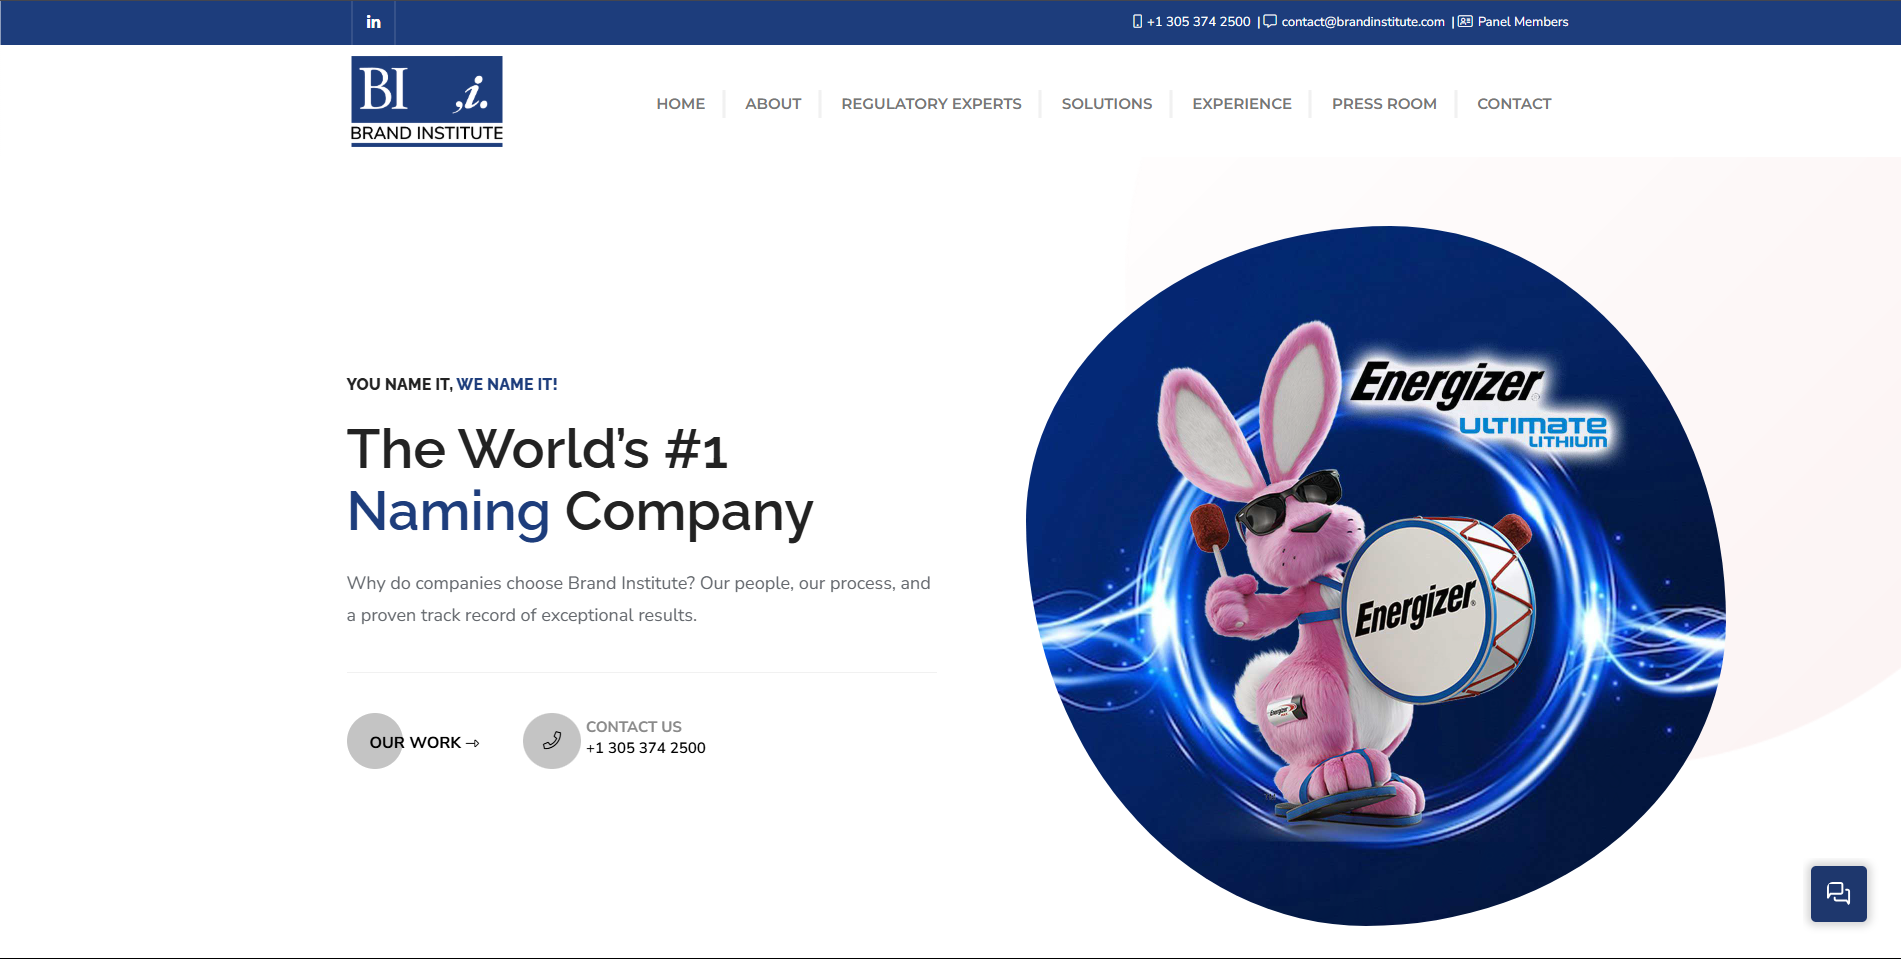 in
+1 305 374 2500 | contact@brandinstitute.com | Panel Members
BI ,i.
BRAND INSTITUTE
HOME ABOUT REGULATORY EXPERTS SOLUTIONS EXPERIENCE PRESS ROOM CONTACT
YOU NAME IT, WE NAME IT!
The World's #1
Naming Company
Why do companies choose Brand Institute? Our people, our process, and
a proven track record of exceptional results.
OUR WORK
CONTACT US
+1 305 374 2500
Energizer®
ULTIMATE
LITHIUM
Energizer®
Energizer
TM